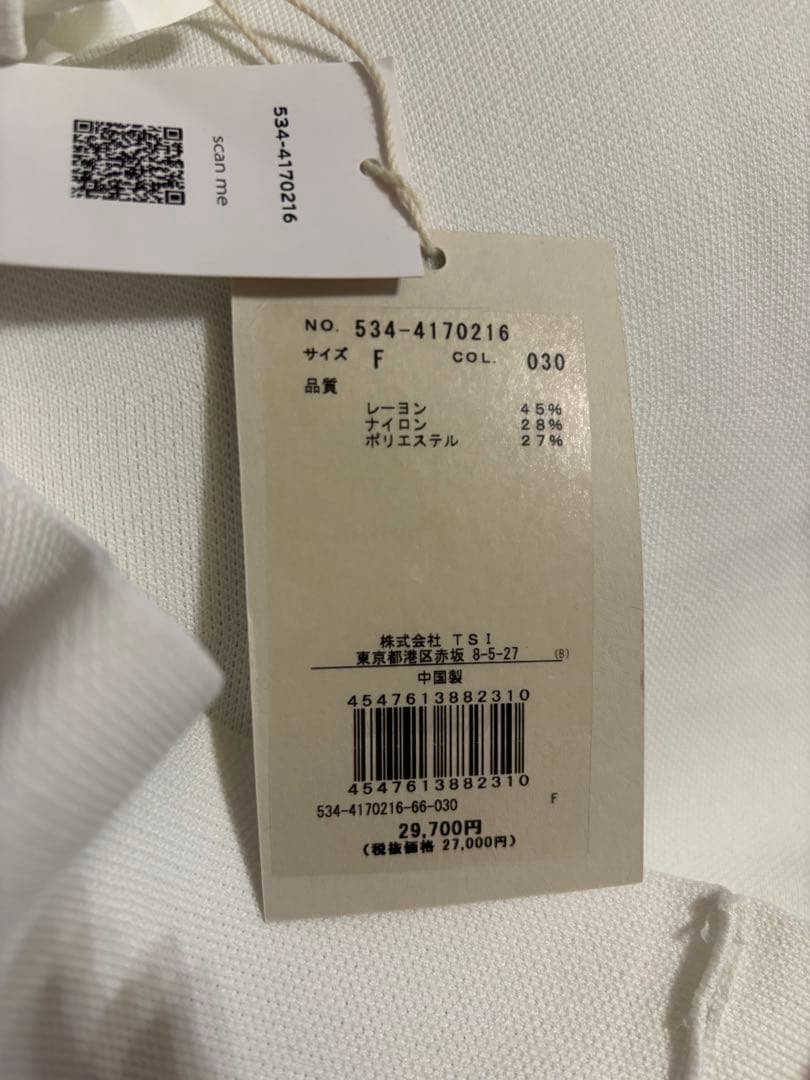 534-4170216
scan me
NO. 534-4170216
サイズ F COL. 030
品質
レーヨン 45%
ナイロン 28%
ポリエステル 27%
株式会社 TSI
東京都港区赤坂 8-5-27 (B)
中国製
4547613882310
4547613882310
534-4170216-66-030 F
29,700円
(税抜価格 27,000円)